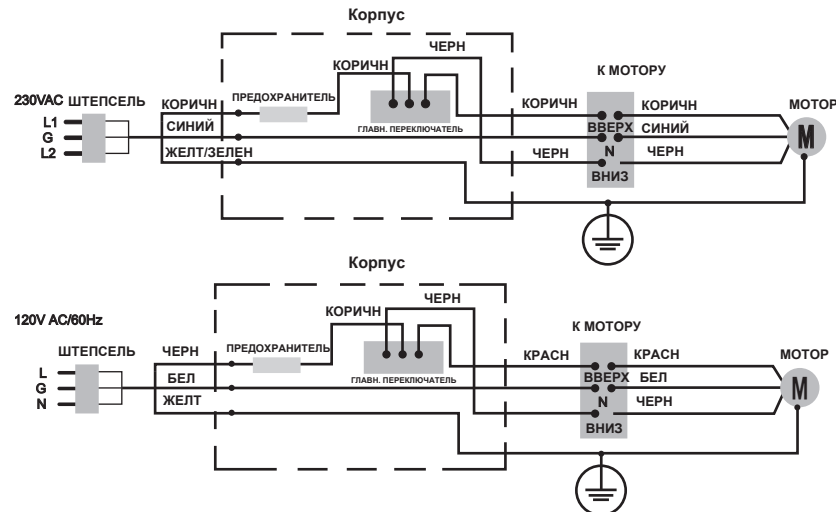 Корпус
ЧЕРН
КОРИЧН
К МОТОРУ
230VAC ШТЕПСЕЛЬ
КОРИЧН
ПРЕДОХРАНИТЕЛЬ
КОРИЧН
КОРИЧН
МОТОР
L1
СИНИЙ
ГЛАВН. ПЕРЕКЛЮЧАТЕЛЬ
ВВЕРХ
СИНИЙ
M
G
ЖЕЛТ/ЗЕЛЕН
ЧЕРН
N
ЧЕРН
L2
ВНИЗ
Корпус
ЧЕРН
КОРИЧН
120V AC/60Hz
К МОТОРУ
ШТЕПСЕЛЬ
ЧЕРН
ПРЕДОХРАНИТЕЛЬ
КРАСН
КРАСН
МОТОР
L
БЕЛ
ГЛАВН. ПЕРЕКЛЮЧАТЕЛЬ
ВВЕРХ
БЕЛ
M
G
ЖЕЛТ
N
ЧЕРН
N
ВНИЗ